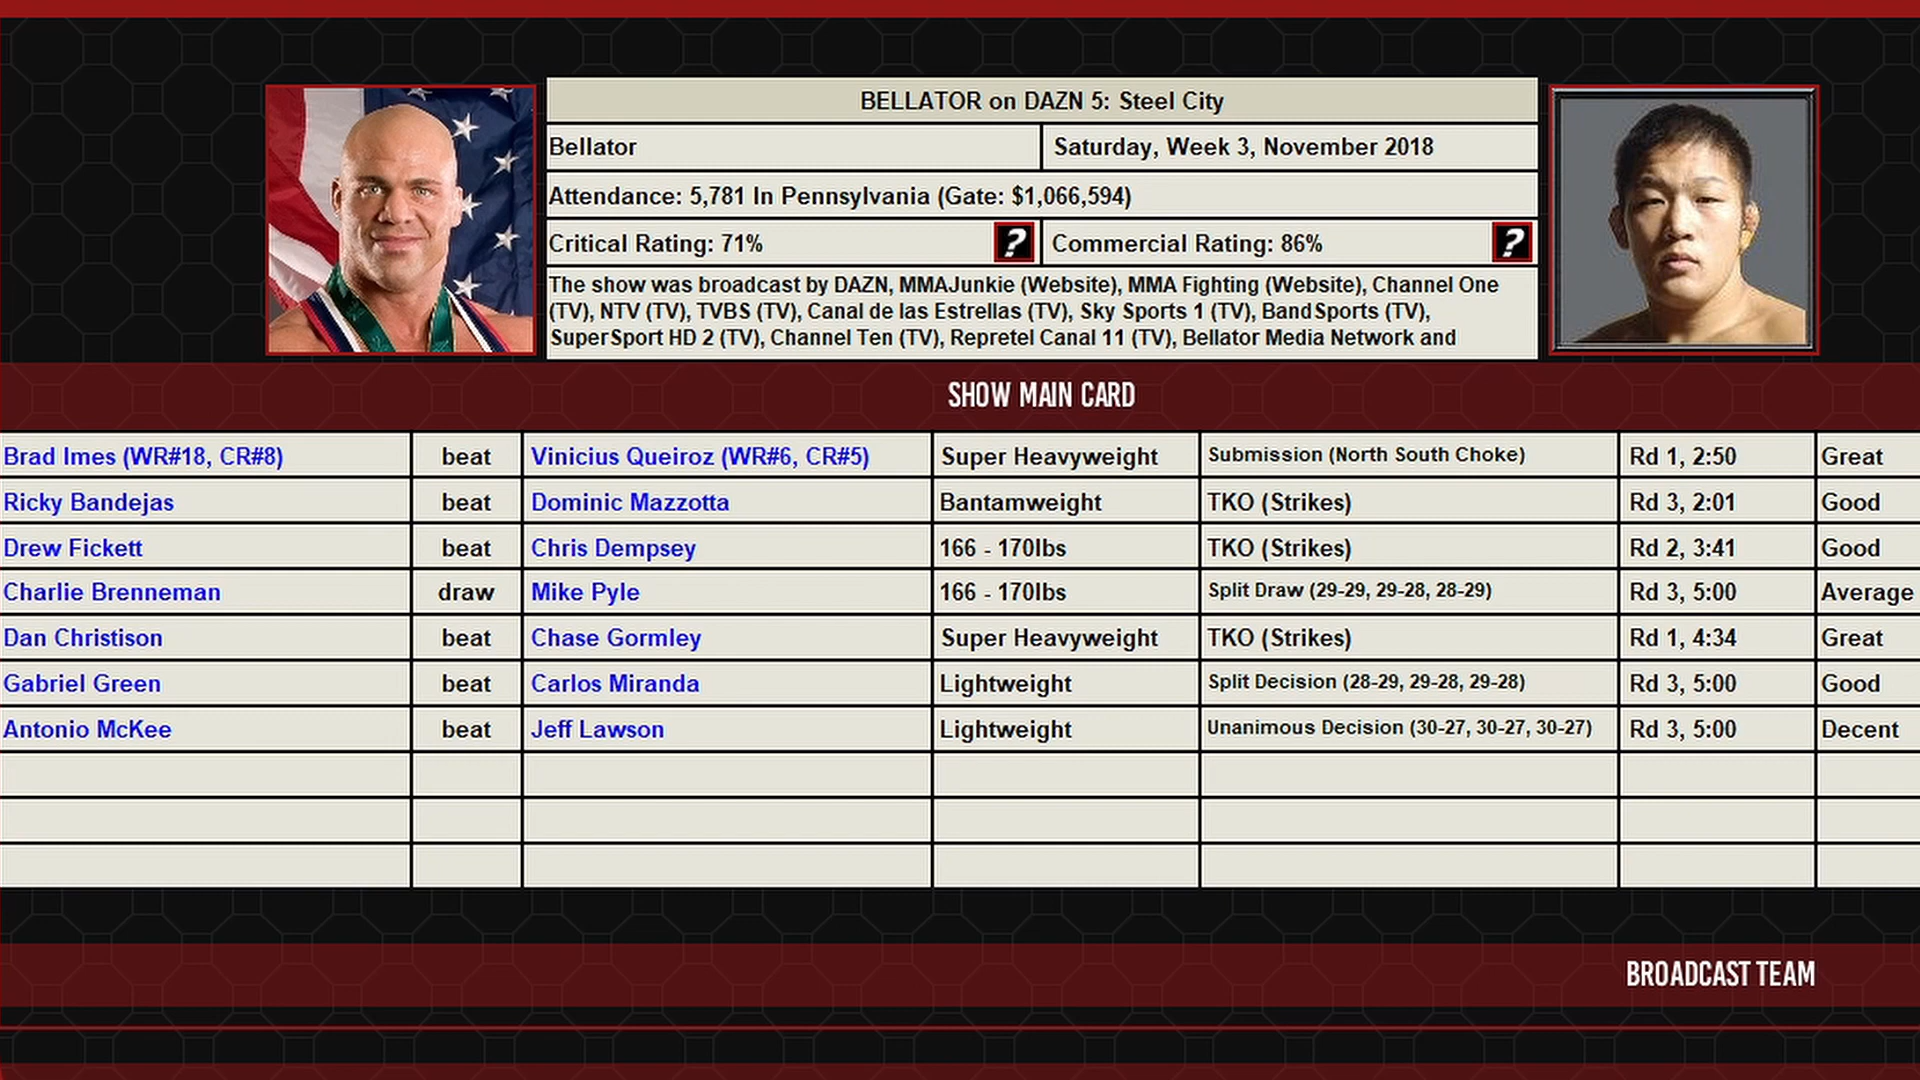 BELLATOR on DAZN 5: Steel City
Bellator Saturday, Week 3, November 2018
Attendance: 5,781 In Pennsylvania (Gate: $1,066,594)
Critical Rating: 71% ? Commercial Rating: 86% ?
The show was broadcast by DAZN, MMAJunkie (Website), MMA Fighting (Website), Channel One
(TV), NTV (TV), TVBS (TV), Canal de las Estrellas (TV), Sky Sports 1 (TV), BandSports (TV),
SuperSport HD 2 (TV), Channel Ten (TV), Repretel Canal 11 (TV), Bellator Media Network and
SHOW MAIN CARD
Brad Imes (WR#18, CR#8) beat Vinicius Queiroz (WR#6, CR#5) Super Heavyweight Submission (North South Choke) Rd 1, 2:50 Great
Ricky Bandejas beat Dominic Mazzotta Bantamweight TKO (Strikes) Rd 3, 2:01 Good
Drew Fickett beat Chris Dempsey 166 - 170lbs TKO (Strikes) Rd 2, 3:41 Good
Charlie Brenneman draw Mike Pyle 166 - 170lbs Split Draw (29-29, 29-28, 28-29) Rd 3, 5:00 Average
Dan Christison beat Chase Gormley Super Heavyweight TKO (Strikes) Rd 1, 4:34 Great
Gabriel Green beat Carlos Miranda Lightweight Split Decision (28-29, 29-28, 29-28) Rd 3, 5:00 Good
Antonio McKee beat Jeff Lawson Lightweight Unanimous Decision (30-27, 30-27, 30-27) Rd 3, 5:00 Decent
BROADCAST TEAM